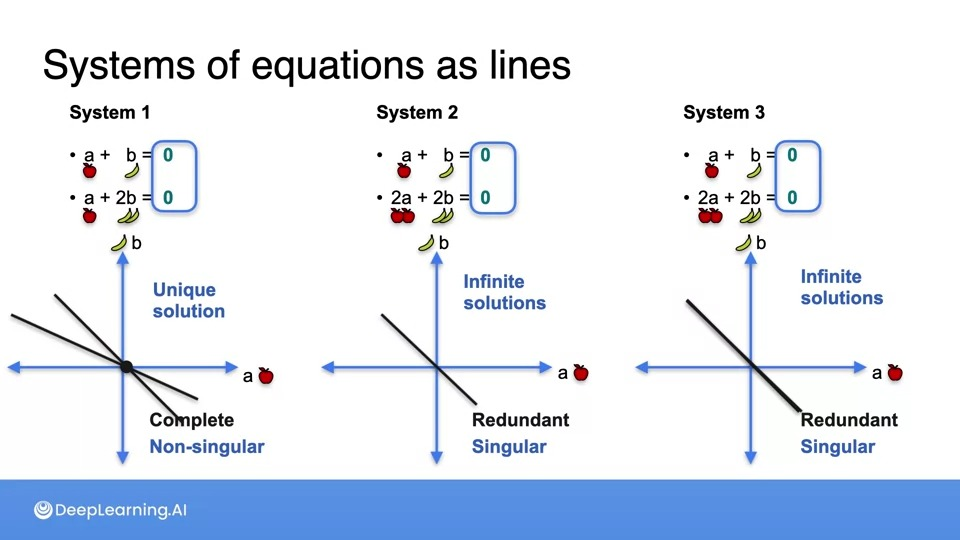 Systems of equations as lines
System 1
• a + b = 0
• a + 2b = 0
b
Unique
solution
a
Complete
Non-singular
System 2
• a + b = 0
• 2a + 2b = 0
b
Infinite
solutions
a
Redundant
Singular
System 3
• a + b = 0
• 2a + 2b = 0
b
Infinite
solutions
a
Redundant
Singular
DeepLearning.AI